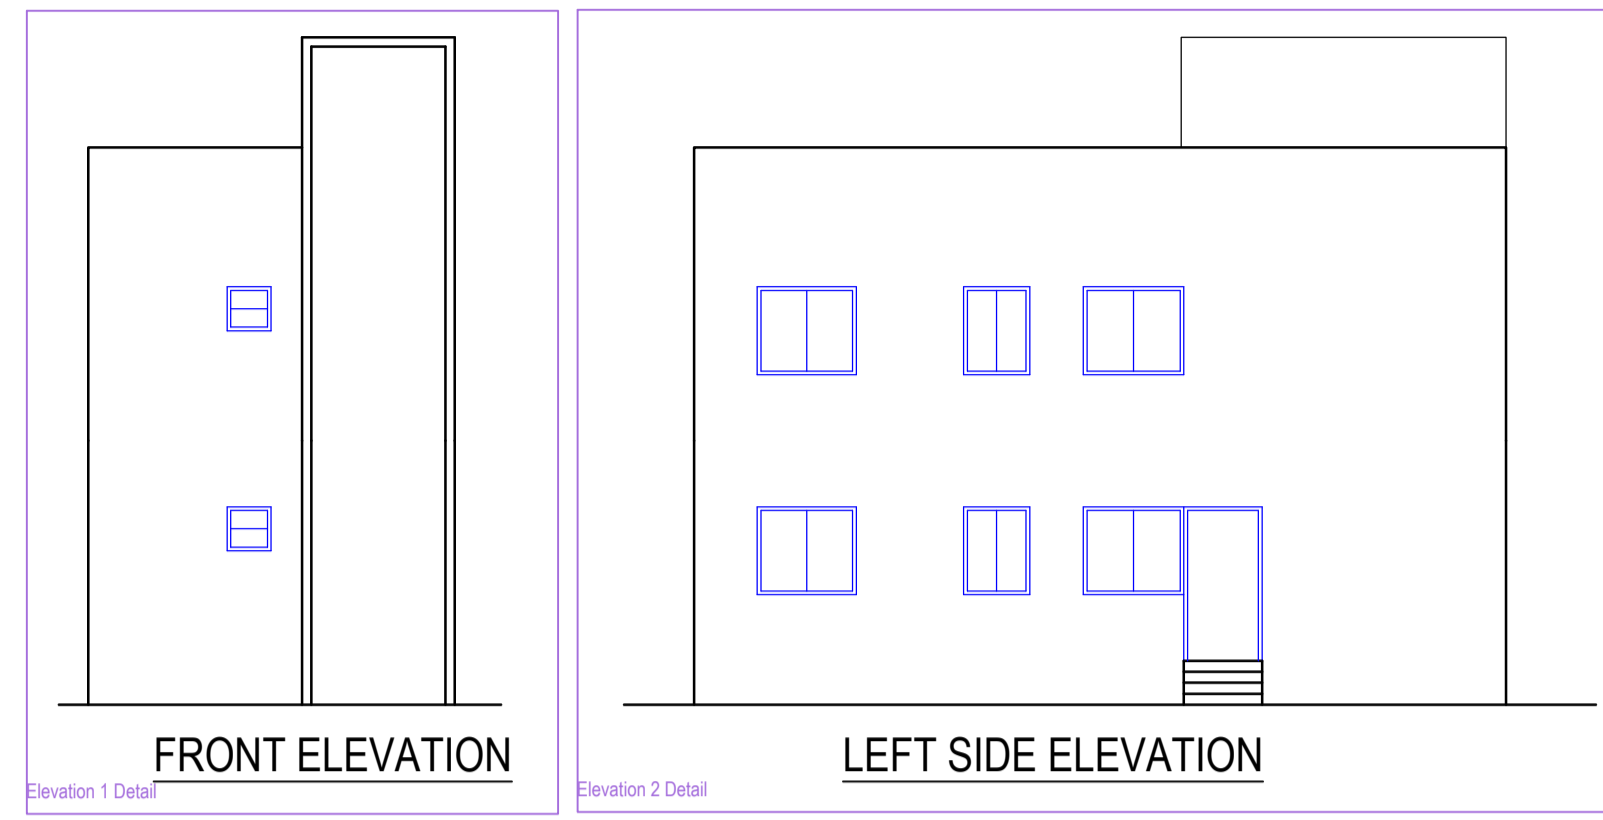 FRONT ELEVATION
Elevation 1 Detail
LEFT SIDE ELEVATION
Elevation 2 Detail